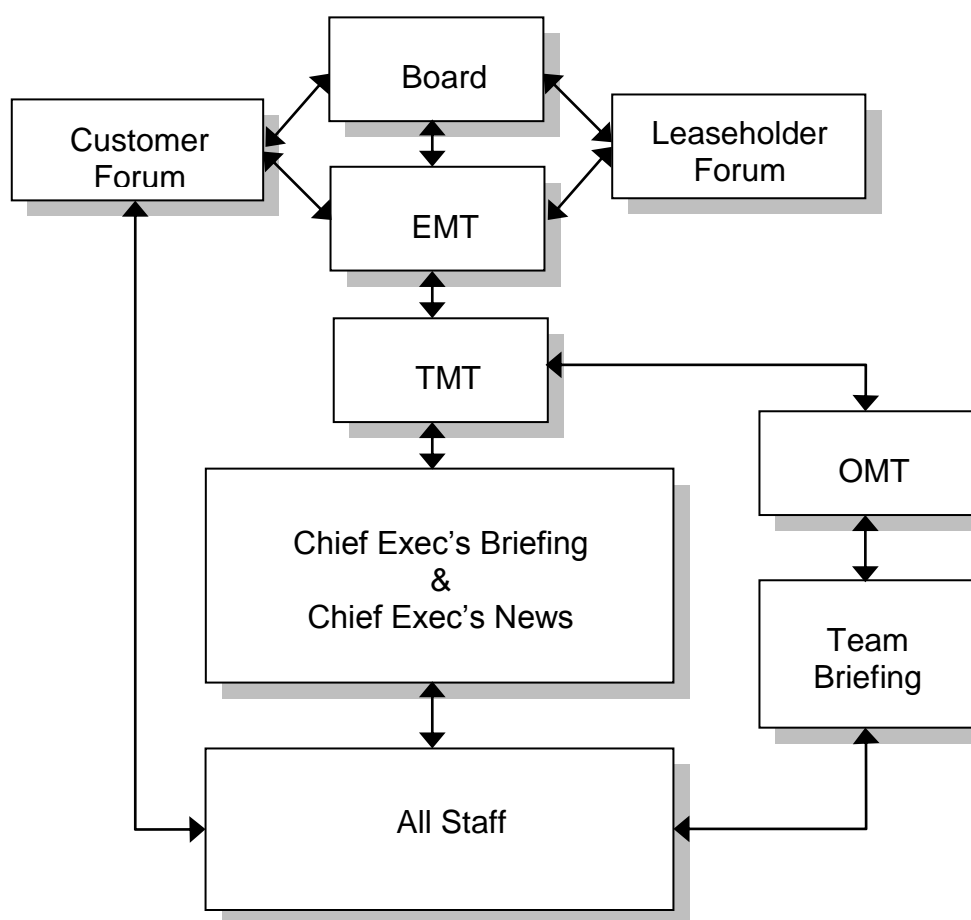 Board
Customer
Forum
Leaseholder
Forum
EMT
TMT
OMT
Chief Exec’s Briefing
&
Chief Exec’s News
Team
Briefing
All Staff